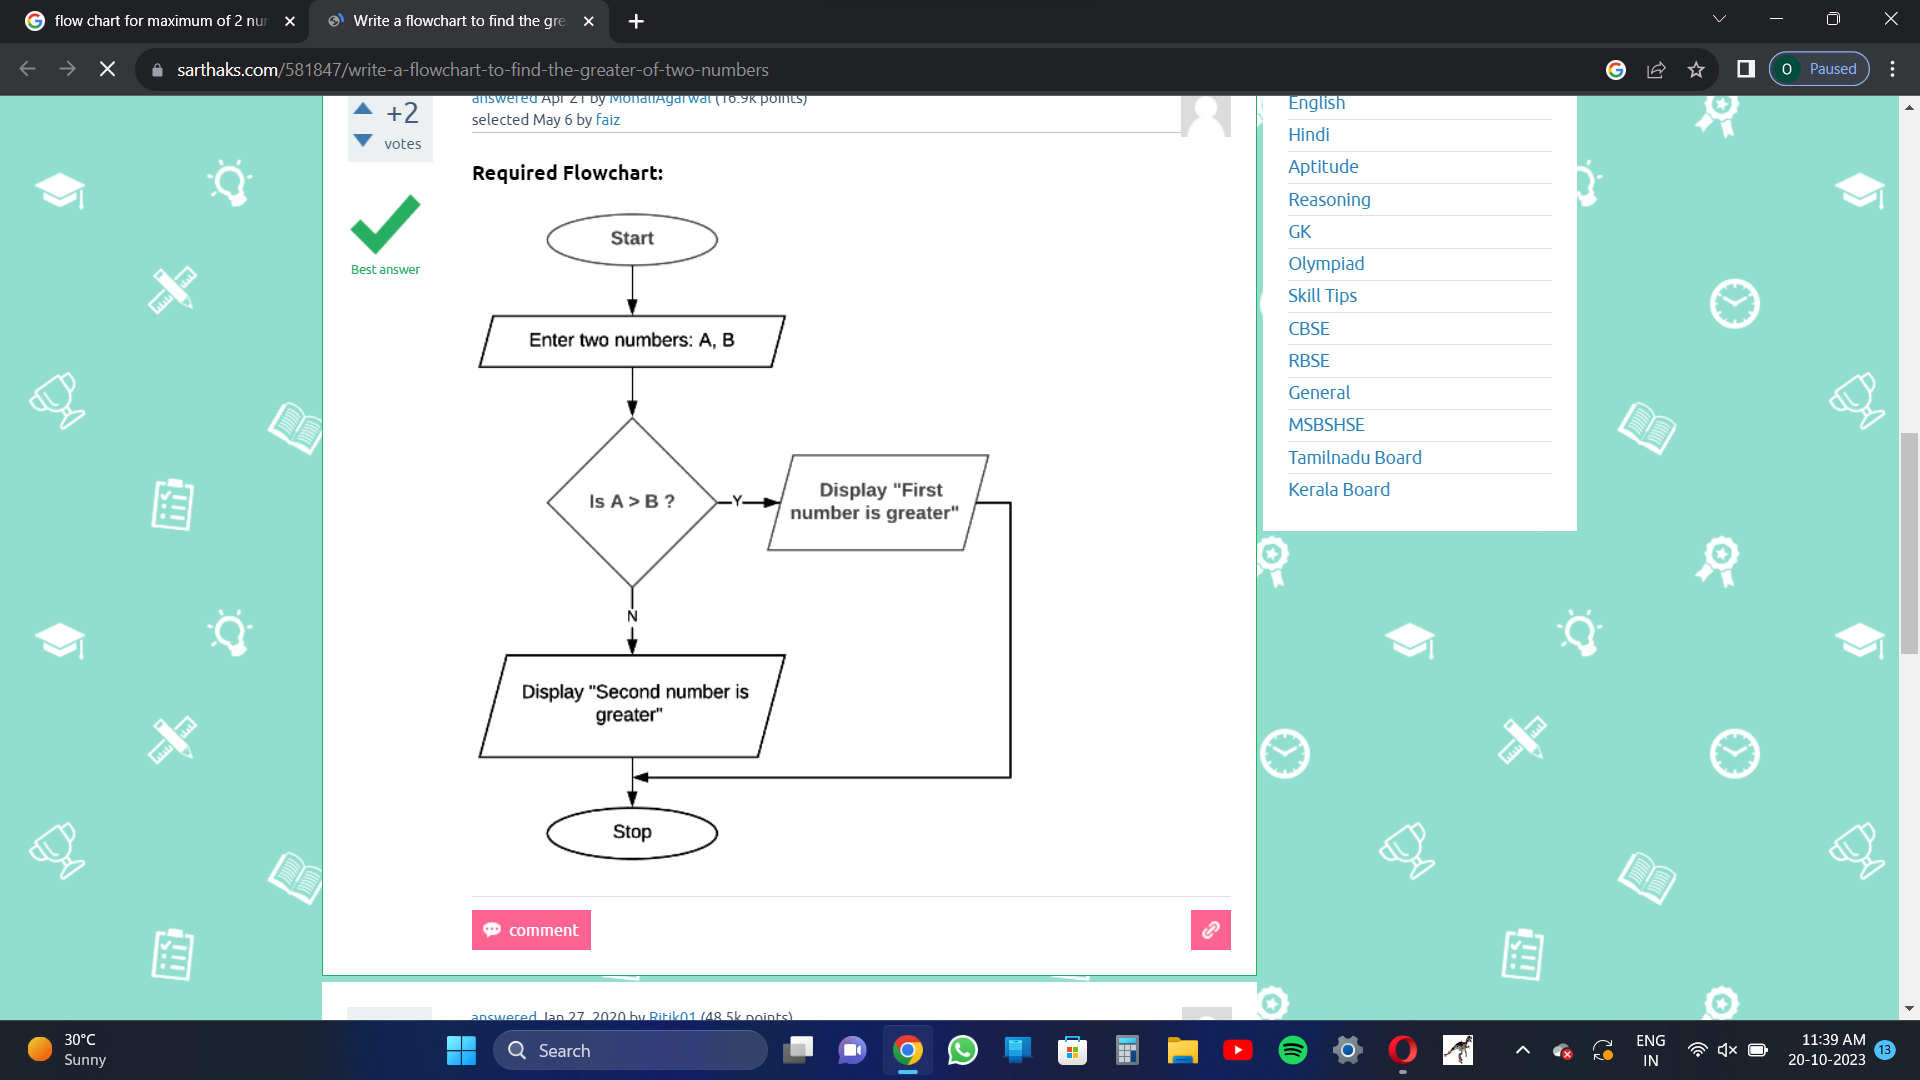 flow chart for maximum of 2 nu
Write a flowchart to find the gre
sarthaks.com/581847/write-a-flowchart-to-find-the-greater-of-two-numbers
O Paused
+2
votes
answered Apr 21 by MonaliAgarwal (16.9k points)
selected May 6 by faiz
Best answer
Required Flowchart:
Start
Enter two numbers: A, B
Is A > B ?
Y
Display "First
number is greater"
N
Display "Second number is
greater"
Stop
comment
English
Hindi
Aptitude
Reasoning
GK
Olympiad
Skill Tips
CBSE
RBSE
General
MSBSHSE
Tamilnadu Board
Kerala Board
answered Jan 27, 2020 by Ritik01 (48.5k points)
30°C
Sunny
Search
ENG
IN
11:39 AM
20-10-2023
13